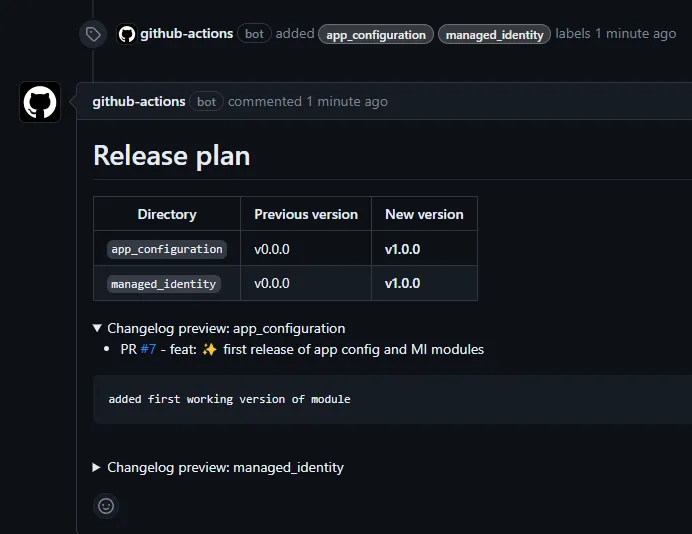 github-actions bot added app_configuration managed_identity labels 1 minute ago
github-actions bot commented 1 minute ago
Release plan
Directory Previous version New version
app_configuration v0.0.0 v1.0.0
managed_identity v0.0.0 v1.0.0
▼ Changelog preview: app_configuration
• PR #7 - feat: ✨ first release of app config and MI modules
added first working version of module
▶ Changelog preview: managed_identity